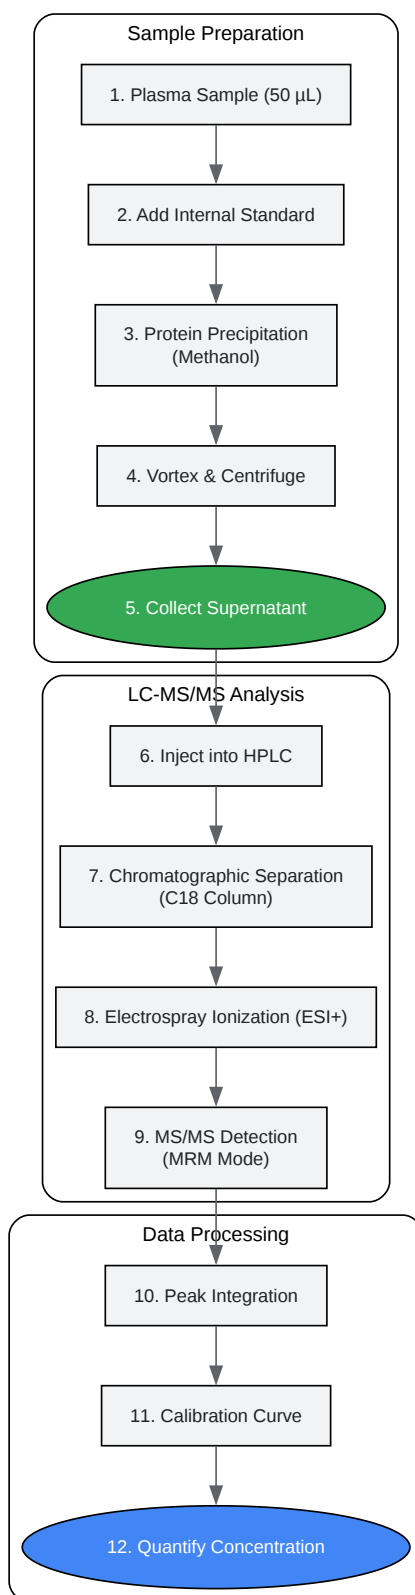 Sample Preparation
1. Plasma Sample (50 µL)
2. Add Internal Standard
3. Protein Precipitation
(Methanol)
4. Vortex & Centrifuge
5. Collect Supernatant
LC-MS/MS Analysis
6. Inject into HPLC
7. Chromatographic Separation
(C18 Column)
8. Electrospray Ionization (ESI+)
9. MS/MS Detection
(MRM Mode)
Data Processing
10. Peak Integration
11. Calibration Curve
12. Quantify Concentration